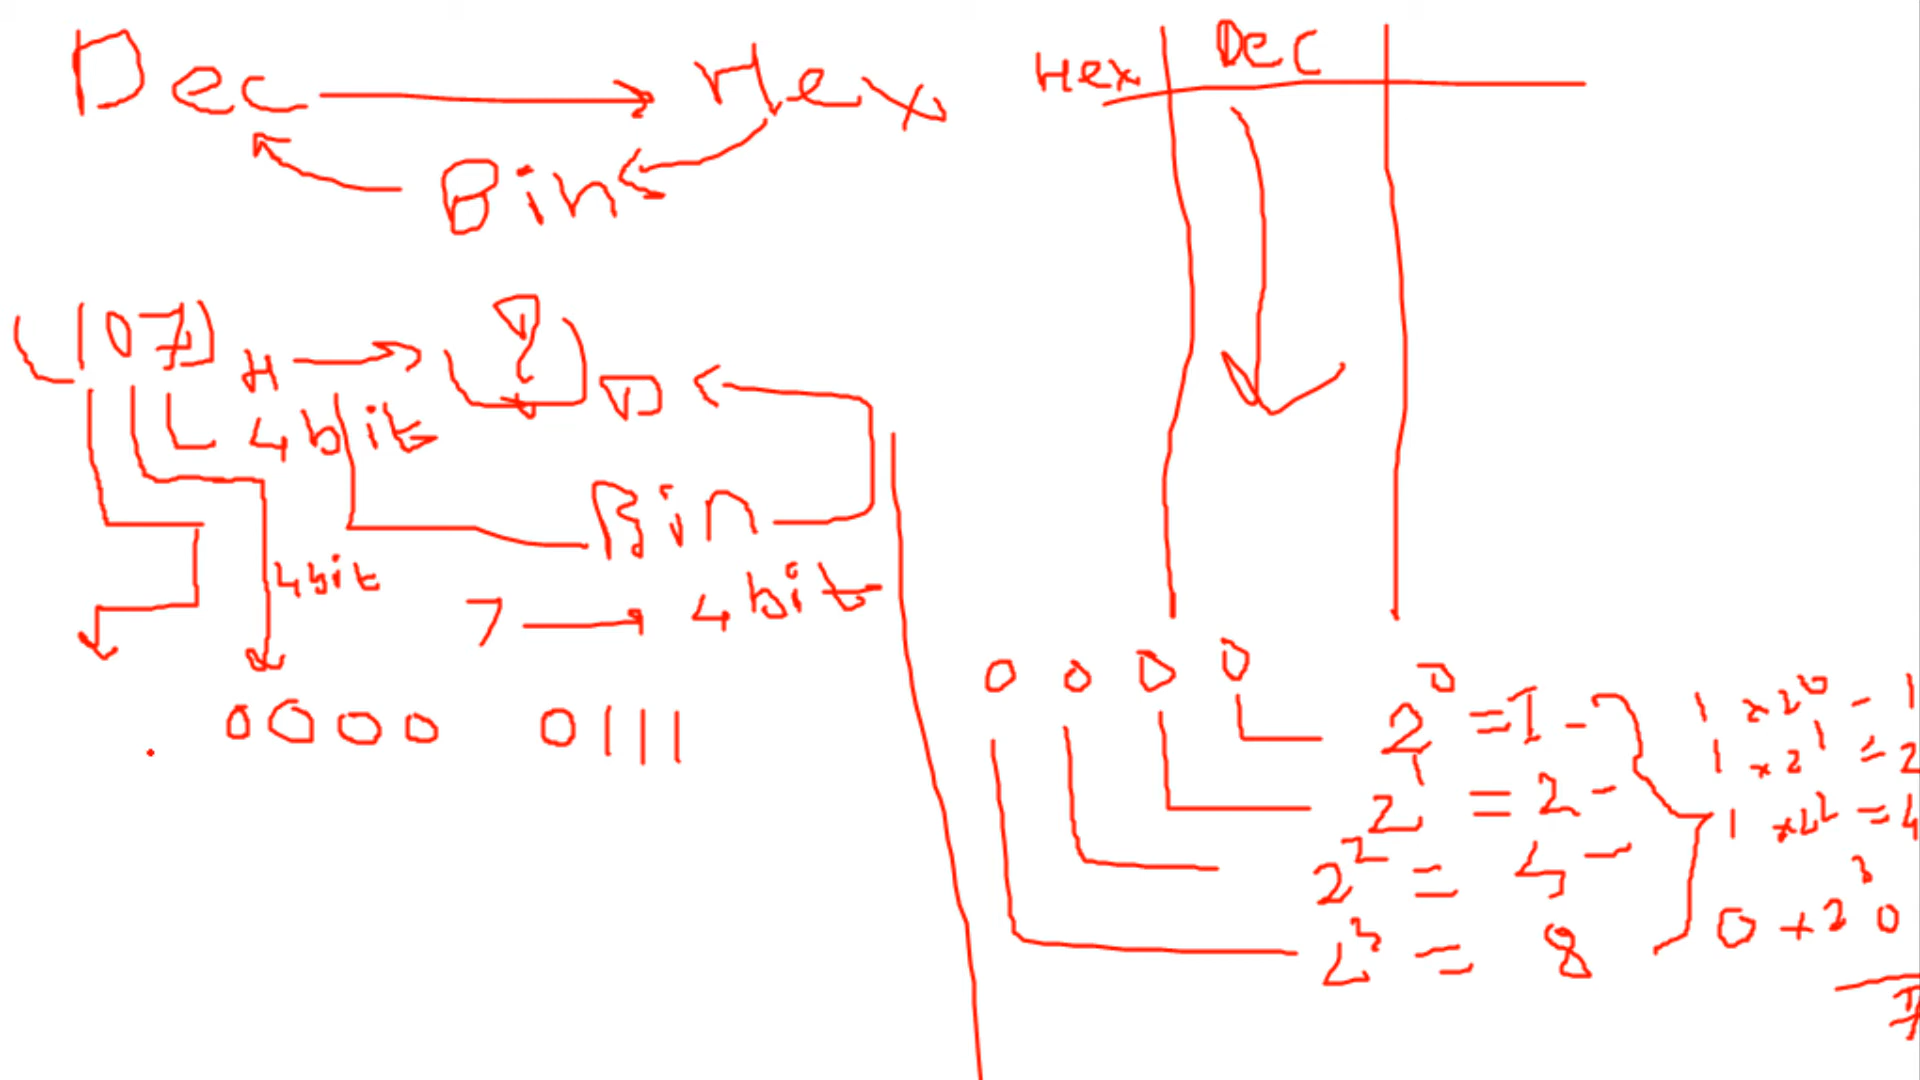 Dec → Hex
Bin
(107)H → (?)D
4bit
Bin
4bit
7 → 4bit
0000 0111
Hex Dec
0 0 0 0
2^0 = 1 -
2^1 = 2 -
2^2 = 4 -
2^3 = 8
1 × 2^0 - 1
1 × 2^1 = 2
1 × 2^2 = 4
0 + 2^3 0
7